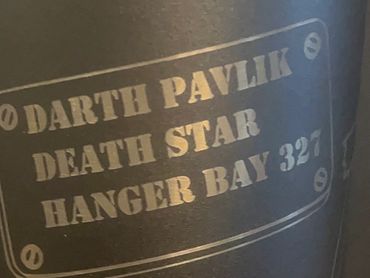 DARTH PAVLIK
DEATH STAR
HANGER BAY 327